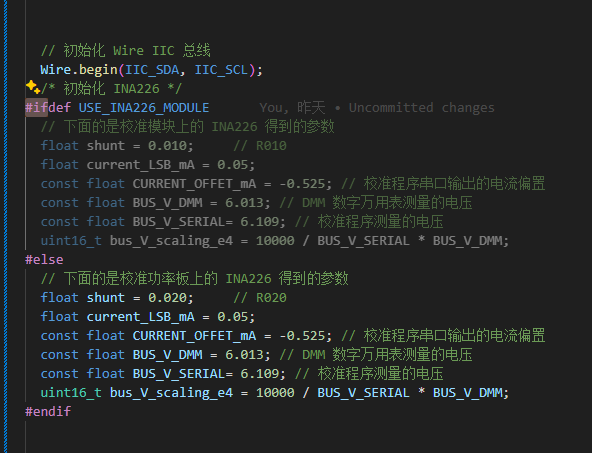 // 初始化 Wire IIC 总线
Wire.begin(IIC_SDA, IIC_SCL);
/* 初始化 INA226 */
#ifdef USE_INA226_MODULE You, 昨天 • Uncommitted changes
// 下面的是校准模块上的 INA226 得到的参数
float shunt = 0.010; // R010
float current_LSB_mA = 0.05;
const float CURRENT_OFFET_mA = -0.525; // 校准程序串口输出的电流偏置
const float BUS_V_DMM = 6.013; // DMM 数字万用表测量的电压
const float BUS_V_SERIAL= 6.109; // 校准程序测量的电压
uint16_t bus_V_scaling_e4 = 10000 / BUS_V_SERIAL * BUS_V_DMM;
#else
// 下面的是校准功率板上的 INA226 得到的参数
float shunt = 0.020; // R020
float current_LSB_mA = 0.05;
const float CURRENT_OFFET_mA = -0.525; // 校准程序串口输出的电流偏置
const float BUS_V_DMM = 6.013; // DMM 数字万用表测量的电压
const float BUS_V_SERIAL= 6.109; // 校准程序测量的电压
uint16_t bus_V_scaling_e4 = 10000 / BUS_V_SERIAL * BUS_V_DMM;
#endif